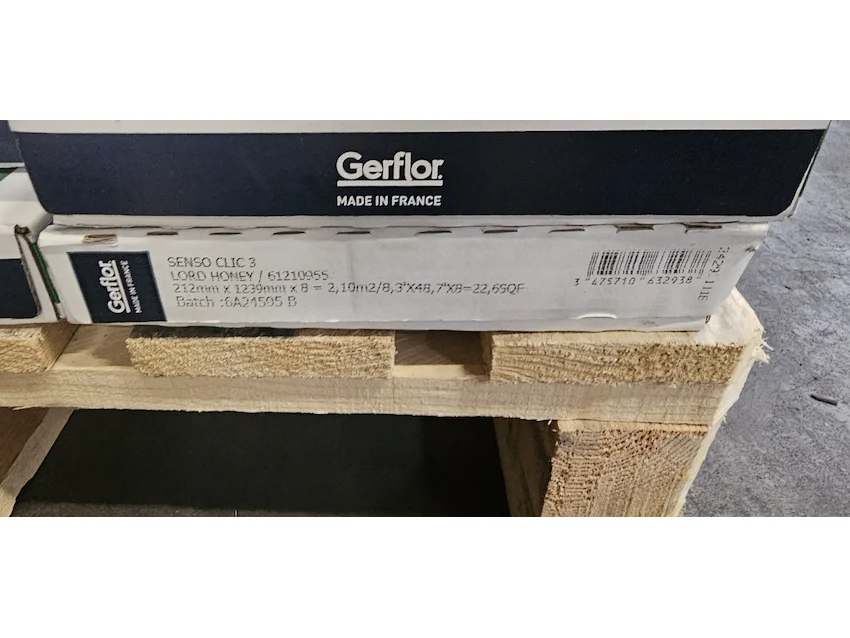 Gerflor.
MADE IN FRANCE
Gerflor.
MADE IN FRANCE
SENSO CLIC 3
LORD HONEY / 61210955
212mm x 1239mm x 8 = 2,10m2/8,3"X48,7"X8=22,6SQF
Batch :6A24595 B
3 475710 632938